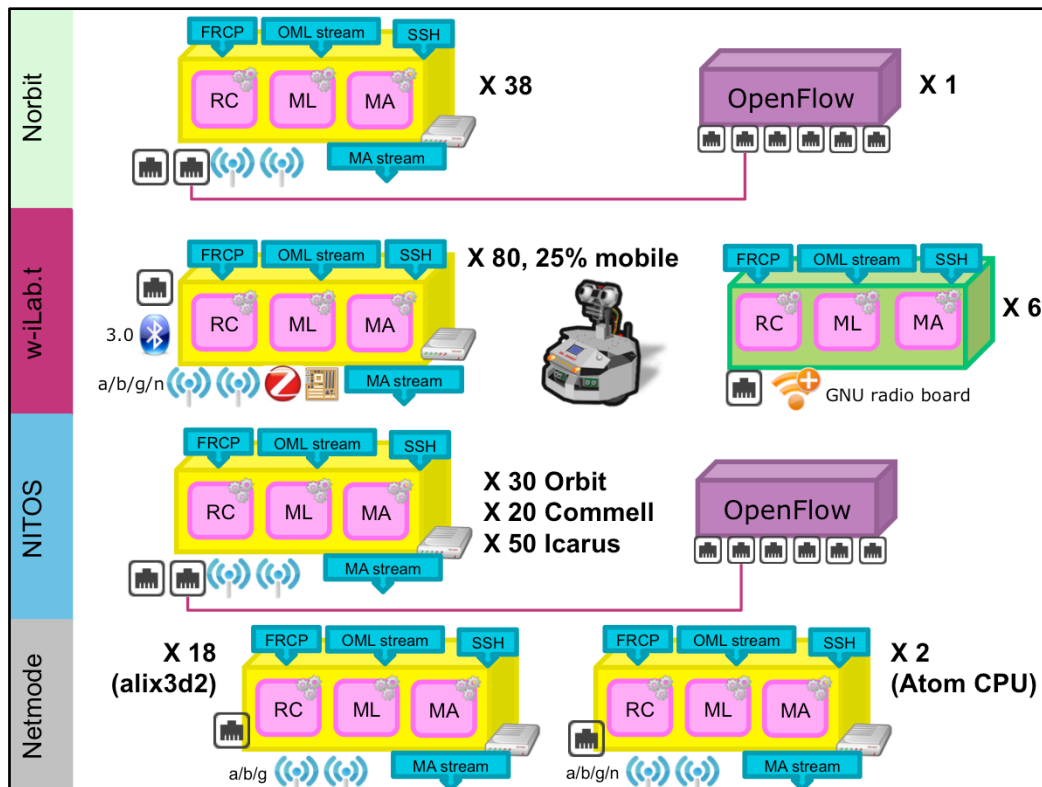 Norbit
FRCP
OML stream
SSH
RC
ML
MA
X 38
MA stream
OpenFlow
X 1
w-iLab.t
FRCP
OML stream
SSH
RC
ML
MA
X 80, 25% mobile
3.0
a/b/g/n
Z
MA stream
FRCP
OML stream
SSH
RC
ML
MA
X 6
GNU radio board
NITOS
FRCP
OML stream
SSH
RC
ML
MA
X 30 Orbit
X 20 Commell
X 50 Icarus
MA stream
OpenFlow
Netmode
X 18
(alix3d2)
FRCP
OML stream
SSH
RC
ML
MA
a/b/g
MA stream
FRCP
OML stream
SSH
RC
ML
MA
X 2
(Atom CPU)
a/b/g/n
MA stream